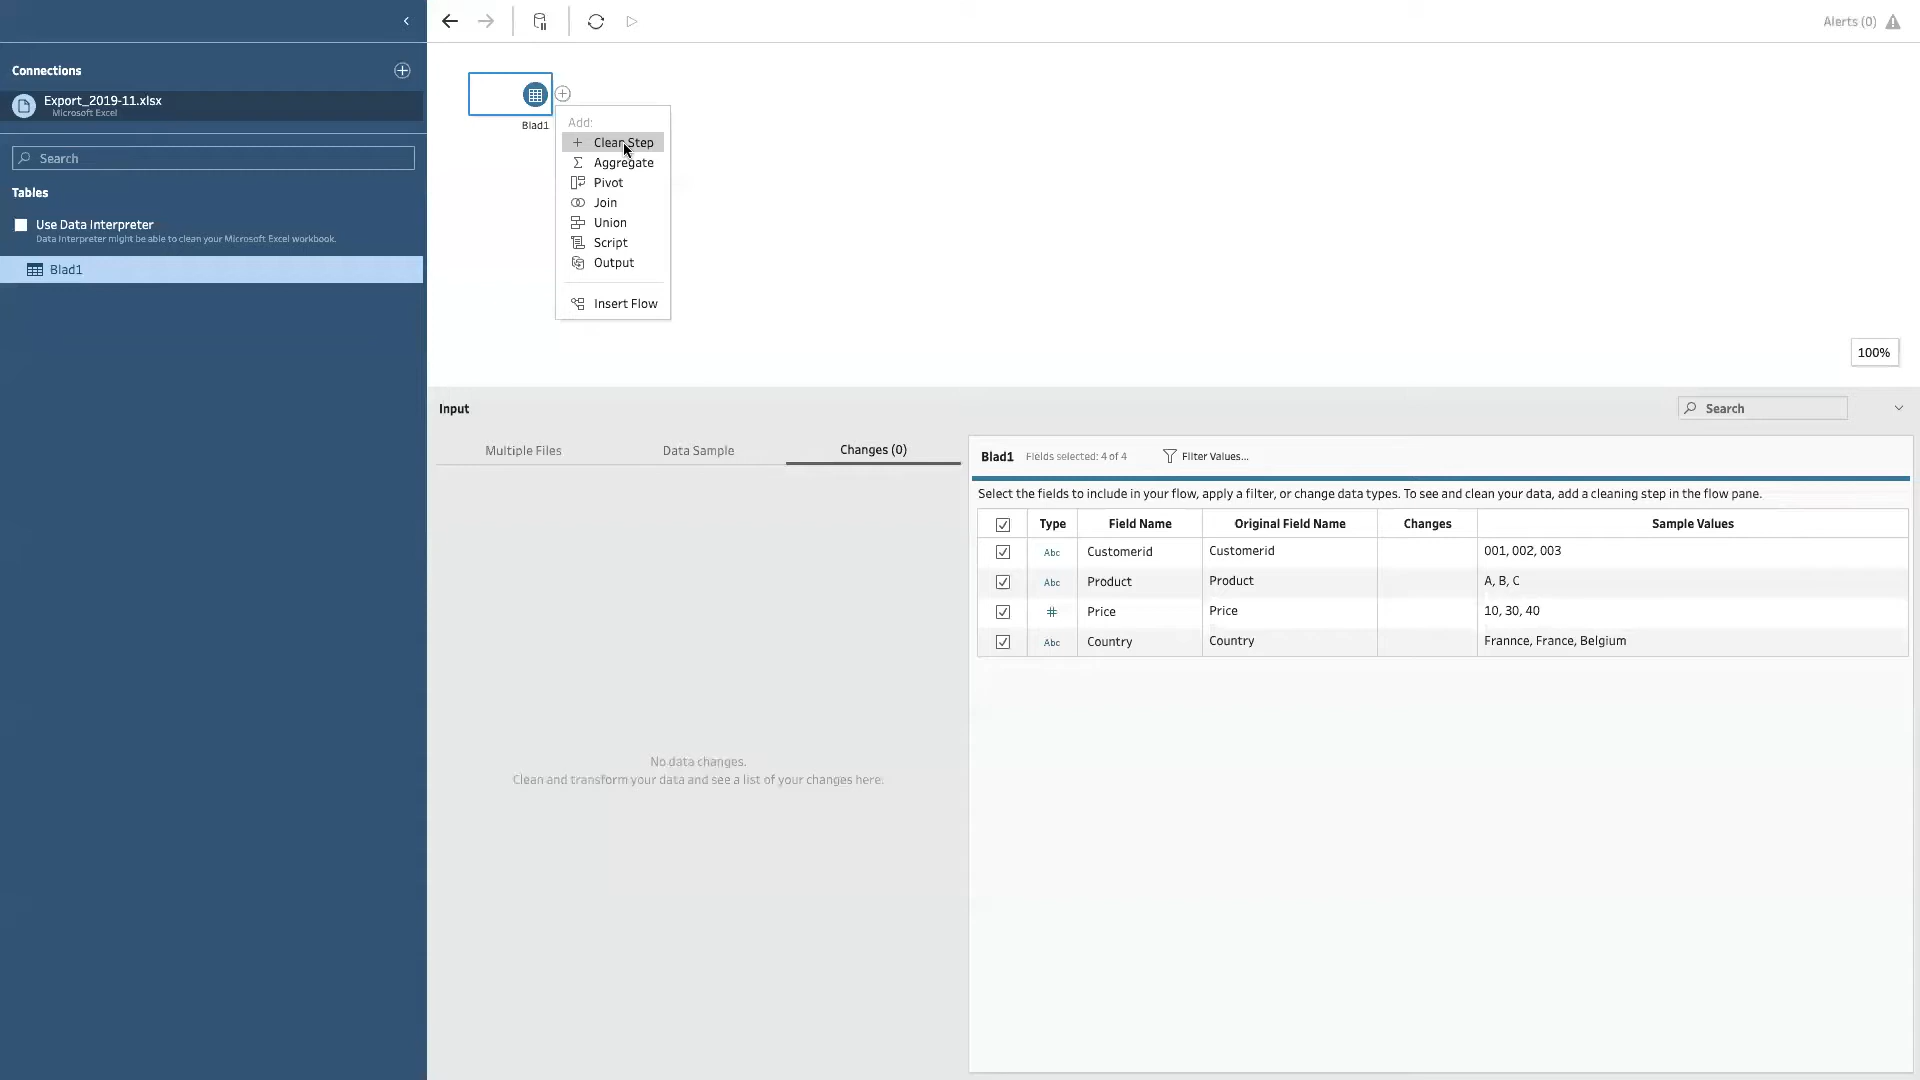 Alerts (0)
Connections
Export_2019-11.xlsx
Microsoft Excel
Search
Tables
Use Data Interpreter
Data Interpreter might be able to clean your Microsoft Excel workbook.
Blad1
Blad1
Add:
Clean Step
Aggregate
Pivot
Join
Union
Script
Output
Insert Flow
100%
Input
Search
Multiple Files
Data Sample
Changes (0)
No data changes.
Clean and transform your data and see a list of your changes here.
Blad1 Fields selected: 4 of 4 Filter Values...
Select the fields to include in your flow, apply a filter, or change data types. To see and clean your data, add a cleaning step in the flow pane.
Type Field Name Original Field Name Changes Sample Values
Abc Customerid Customerid 001, 002, 003
Abc Product Product A, B, C
# Price Price 10, 30, 40
Abc Country Country Frannce, France, Belgium